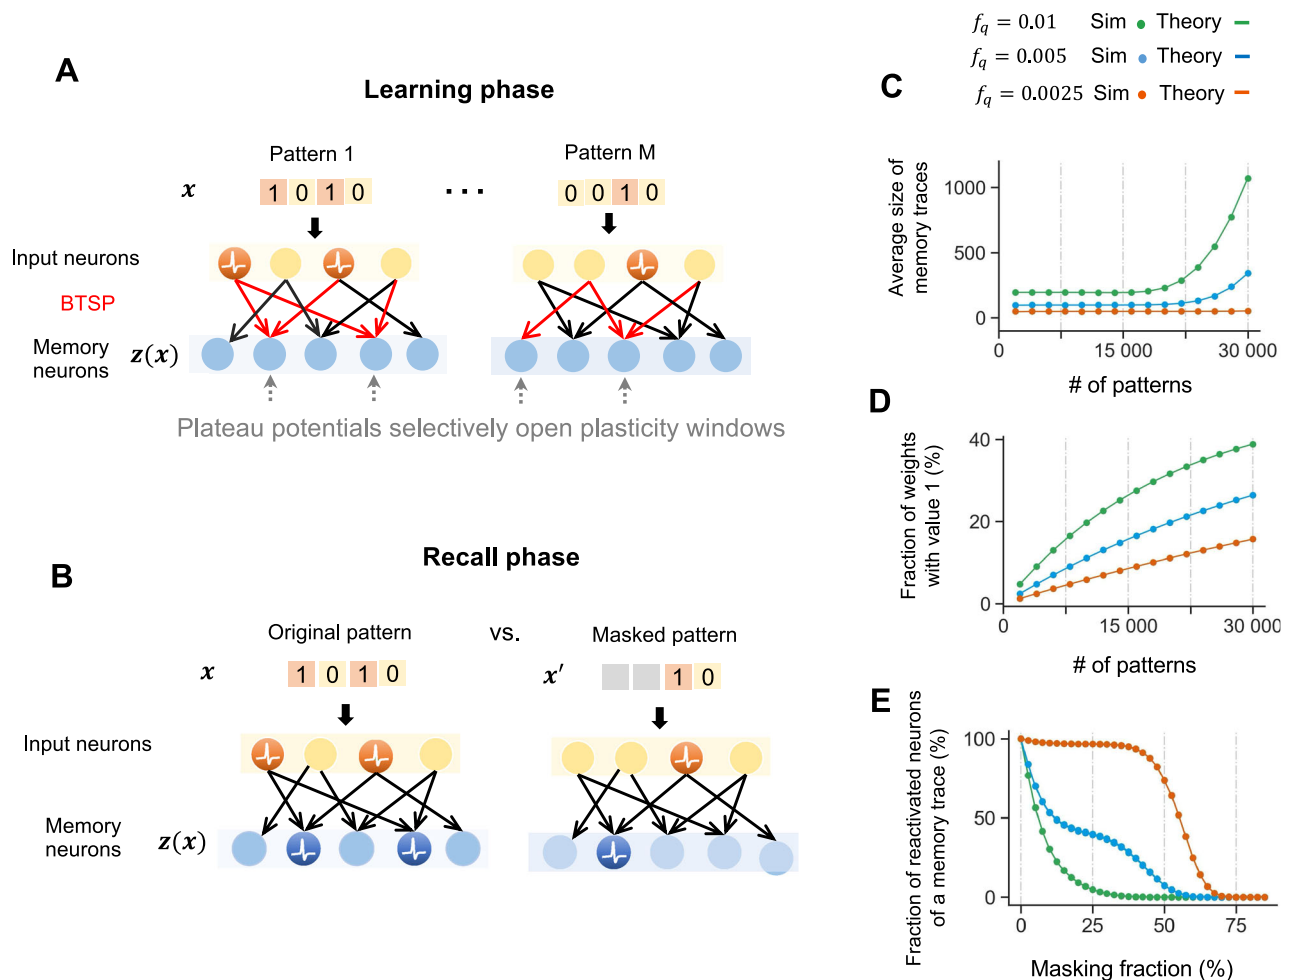 f_q = 0.01 Sim Theory
f_q = 0.005 Sim Theory
f_q = 0.0025 Sim Theory
A
Learning phase
Pattern 1
Pattern M
x
1 0 1 0
. . .
0 0 1 0
Input neurons
BTSP
Memory
neurons
z(x)
Plateau potentials selectively open plasticity windows
B
Recall phase
Original pattern
vs.
Masked pattern
x
1 0 1 0
x′
1 0
Input neurons
Memory
neurons
z(x)
C
Average size of
memory traces
1000
500
0
0 15 000 30 000
# of patterns
D
Fraction of weights
with value 1 (%)
40
20
0
0 15 000 30 000
# of patterns
E
Fraction of reactivated neurons
of a memory trace (%)
100
50
0
0 25 50 75
Masking fraction (%)